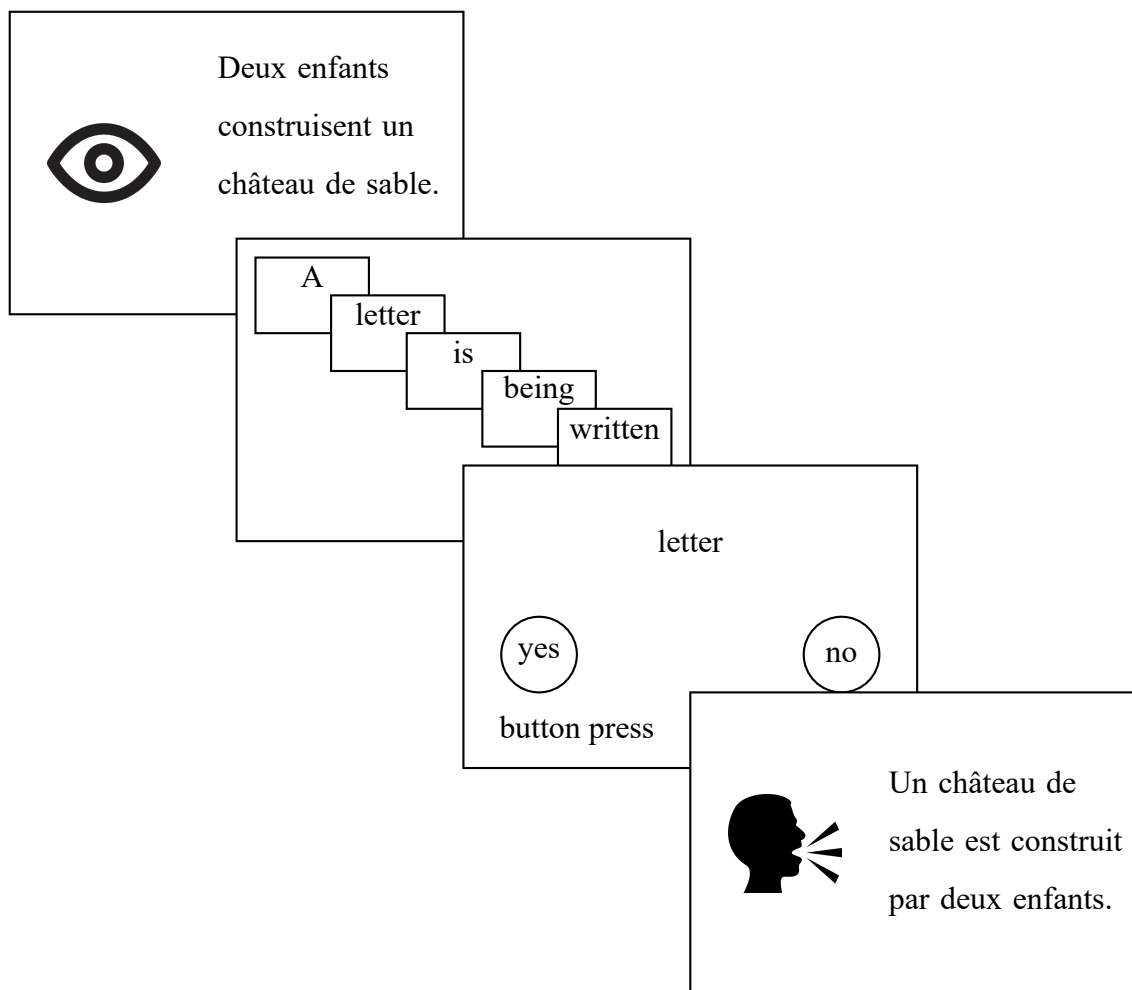 Deux enfants
construisent un
château de sable.
A
letter
is
being
written
letter
yes
no
button press
Un château de
sable est construit
par deux enfants.